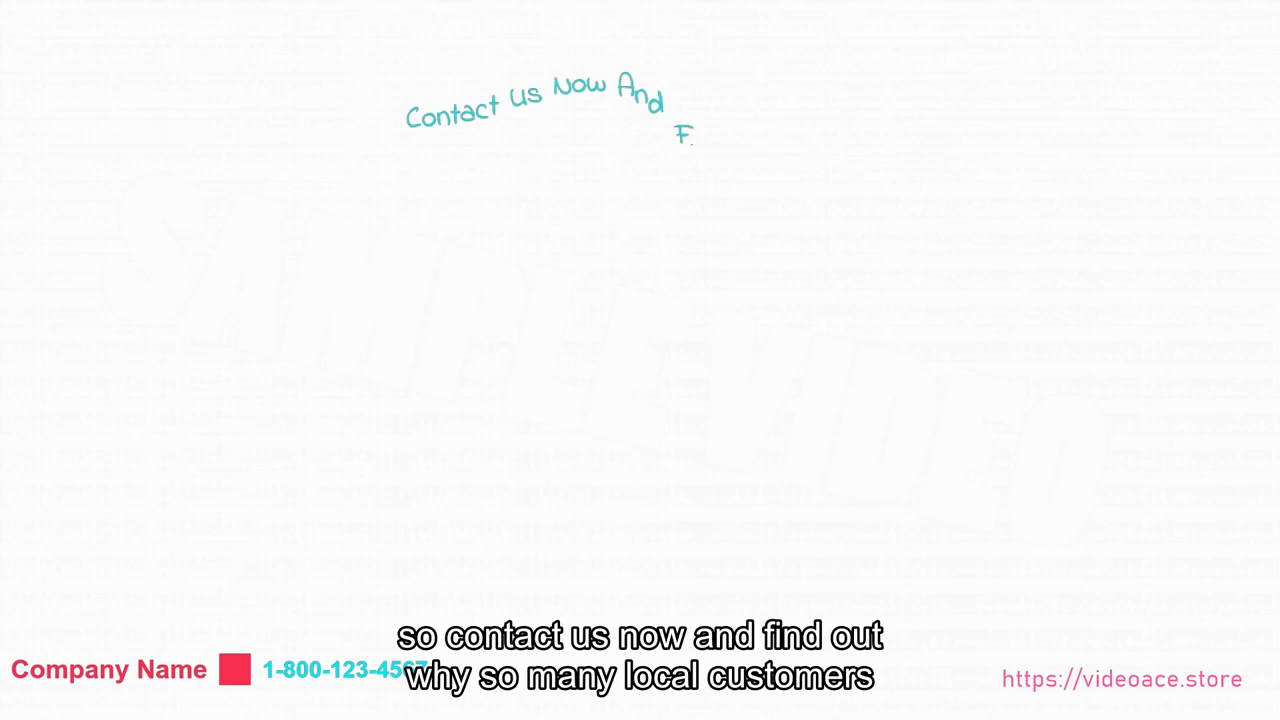 Contact Us Now And
F
so contact us now and find out
why so many local customers
Company Name
1-800-123-4567
https://videoace.store